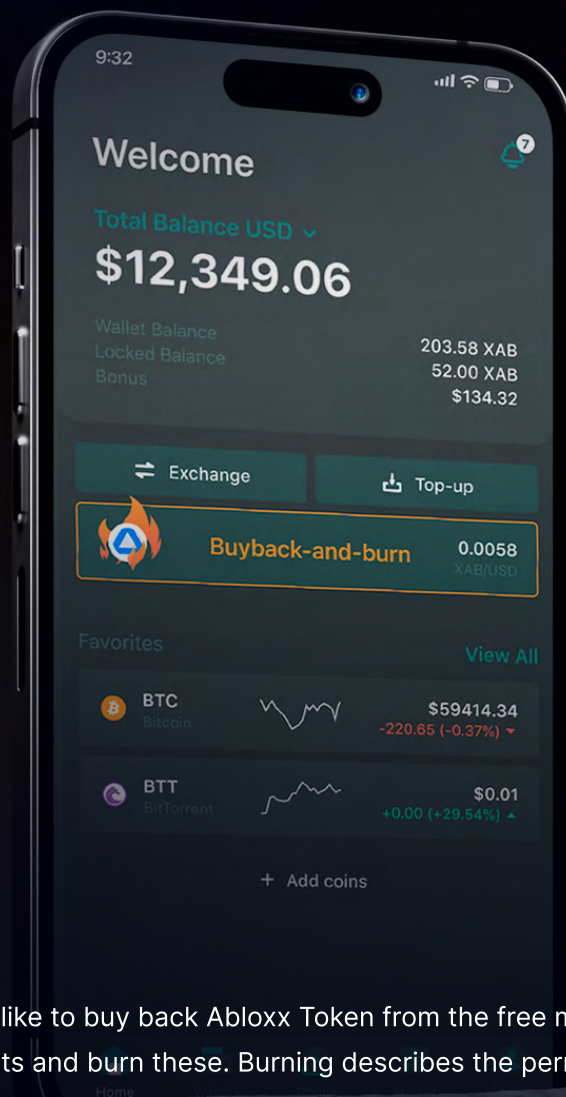 9:32
Welcome
7
Total Balance USD
$12,349.06
Wallet Balance
203.58 XAB
Locked Balance
52.00 XAB
Bonus
$134.32
Exchange
Top-up
Buyback-and-burn
0.0058
XAB/USD
Favorites
View All
BTC
$59414.34
Bitcoin
-220.65 (-0.37%)
BTT
$0.01
BitTorrent
+0.00 (+29.54%)
+ Add coins
like to buy back Abloxx Token from the free
and burn these. Burning describes the
Home